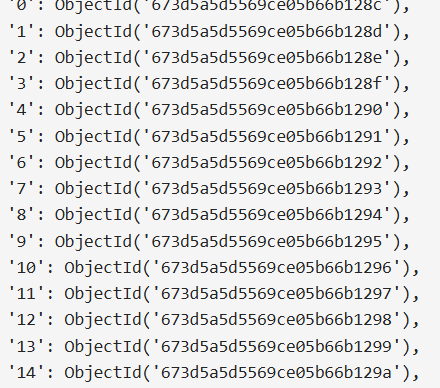 '0': ObjectId('673d5a5d5569ce05b66b128c'),
'1': ObjectId('673d5a5d5569ce05b66b128d'),
'2': ObjectId('673d5a5d5569ce05b66b128e'),
'3': ObjectId('673d5a5d5569ce05b66b128f'),
'4': ObjectId('673d5a5d5569ce05b66b1290'),
'5': ObjectId('673d5a5d5569ce05b66b1291'),
'6': ObjectId('673d5a5d5569ce05b66b1292'),
'7': ObjectId('673d5a5d5569ce05b66b1293'),
'8': ObjectId('673d5a5d5569ce05b66b1294'),
'9': ObjectId('673d5a5d5569ce05b66b1295'),
'10': ObjectId('673d5a5d5569ce05b66b1296'),
'11': ObjectId('673d5a5d5569ce05b66b1297'),
'12': ObjectId('673d5a5d5569ce05b66b1298'),
'13': ObjectId('673d5a5d5569ce05b66b1299'),
'14': ObjectId('673d5a5d5569ce05b66b129a'),